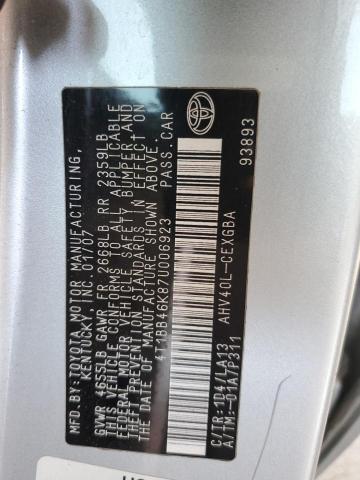 MFD.BY: TOYOTA MOTOR MANUFACTURING,
KENTUCKY, INC. 01/07
GVWR 4655LB GAWR FR 2668LB RR 2359LB
THIS VEHICLE CONFORMS TO ALL APPLICABLE
FEDERAL MOTOR VEHICLE SAFETY, BUMPER, AND
THEFT PREVENTION STANDARDS IN EFFECT ON
THE DATE OF MANUFACTURE SHOWN ABOVE.
4T1BB46K87U006923 PASS.CAR
C/TR:1D4/LA13 AHV40L-CEXGBA
A/TM:-01A/P311 93893